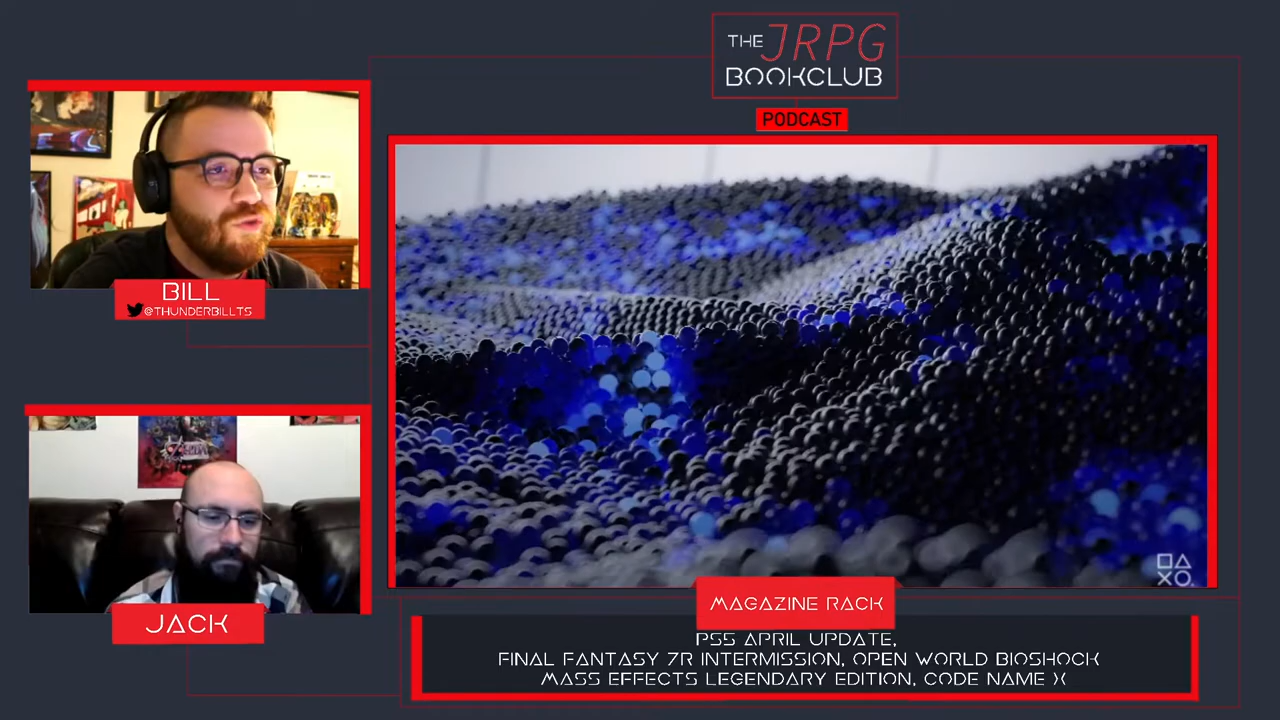 THE JRPG
BOOKCLUB
PODCAST
BILL
@THUNDERBILLTS
JACK
MAGAZINE RACK
PS5 APRIL UPDATE,
FINAL FANTASY 7R INTERMISSION, OPEN WORLD BIOSHOCK
MASS EFFECTS LEGENDARY EDITION, CODE NAME X